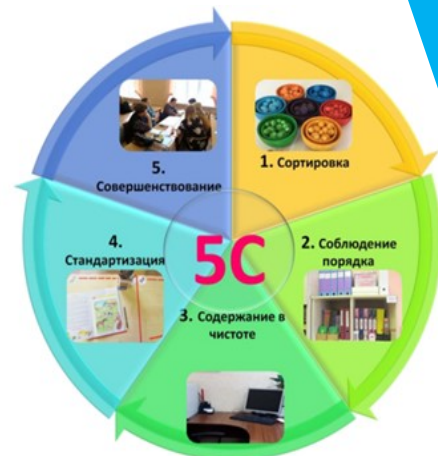 1. Сортировка
2. Соблюдение
порядка
3. Содержание в
чистоте
4.
Стандартизация
5.
Совершенствование
5С